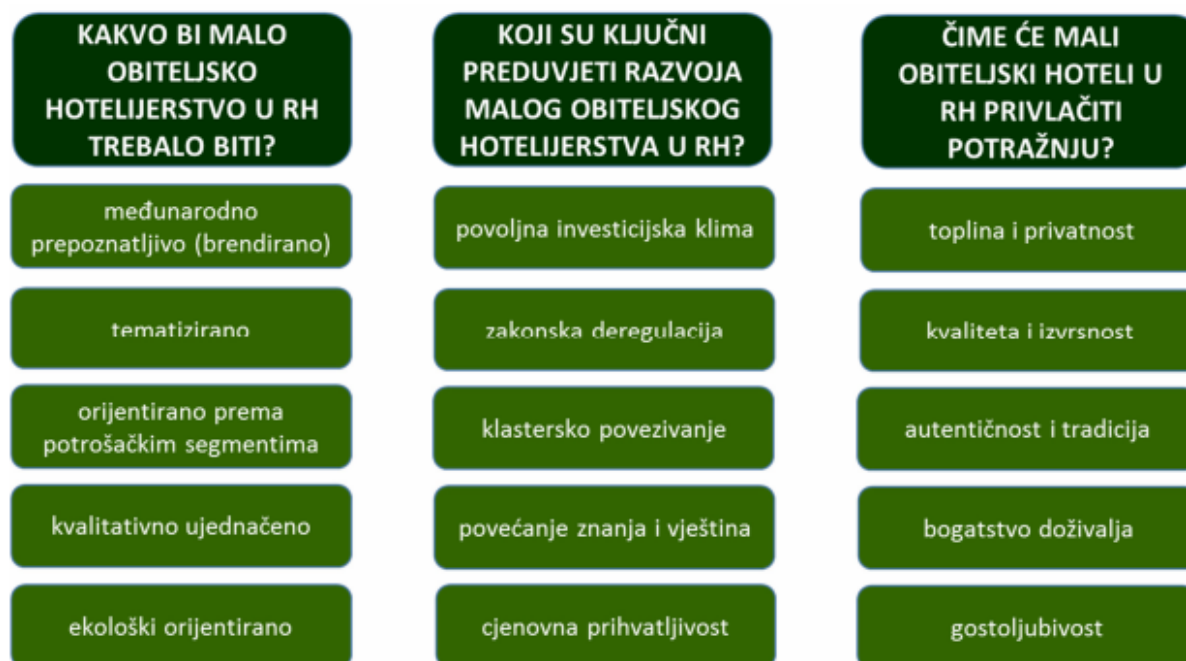 KAKVO BI MALO
OBITELJSKO
HOTELIJERSTVO U RH
TREBALO BITI?
međunarodno
prepoznatljivo (brendirano)
tematizirano
orijentirano prema
potrošačkim segmentima
kvalitativno ujednačeno
ekološki orijentirano
KOJI SU KLJUČNI
PREDUVJETI RAZVOJA
MALOG OBITELJSKOG
HOTELIJERSTVA U RH?
povoljna investicijska klima
zakonska deregulacija
klastersko povezivanje
povećanje znanja i vještina
cjenovna prihvatljivost
ČIME ĆE MALI
OBITELJSKI HOTELI U
RH PRIVLAČITI
POTRAŽNJU?
toplina i privatnost
kvaliteta i izvrsnost
autentičnost i tradicija
bogatstvo doživalja
gostoljubivost